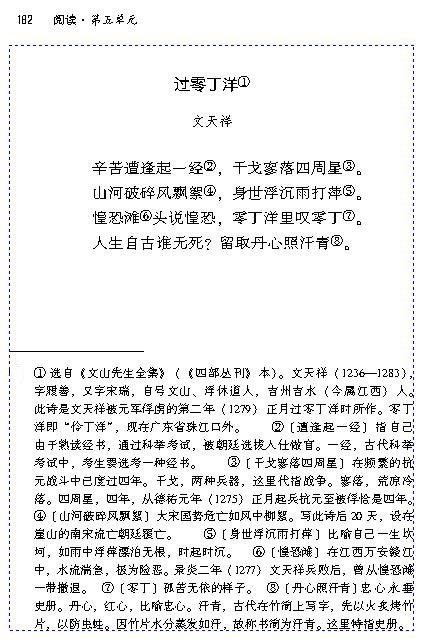 182 阅读·第五单元
过零丁洋①
文天祥
辛苦遭逢起一经②，干戈寥落四周星③。
山河破碎风飘絮④，身世浮沉雨打萍⑤。
惶恐滩⑥头说惶恐，零丁洋里叹零丁⑦。
人生自古谁无死？留取丹心照汗青⑧。
① 选自《文山先生全集》（《四部丛刊》本）。文天祥（1236—1283），
字履善，又字宋瑞，自号文山、浮休道人，吉州吉水（今属江西）人。
此诗是文天祥被元军俘虏的第二年（1279）正月过零丁洋时所作。零丁
洋即“伶丁洋”，现在广东省珠江口外。 ②〔遭逢起一经〕指自己
由于熟读经书，通过科举考试，被朝廷选拔入仕做官。一经，古代科举
考试中，考生要选考一种经书。 ③〔干戈寥落四周星〕在频繁的抗
元战斗中已度过四年。干戈，两种兵器，这里代指战争。寥落，荒凉冷
落。四周星，四年，从德祐元年（1275）正月起兵抗元至被俘恰是四年。
④〔山河破碎风飘絮〕大宋国势危亡如风中柳絮。写此诗后20天，设在
崖山的南宋流亡朝廷覆亡。 ⑤〔身世浮沉雨打萍〕比喻自己一生坎
坷，如雨中浮萍漂泊无根，时起时沉。 ⑥〔惶恐滩〕在江西万安赣江
中，水流湍急，极为险恶。景炎二年（1277）文天祥兵败后，曾从惶恐滩
一带撤退。 ⑦〔零丁〕孤苦无依的样子。 ⑧〔丹心照汗青〕忠心永垂
史册。丹心，红心，比喻忠心。汗青，古代在竹简上写字，先以火炙烤竹
片，以防虫蛀。因竹片水分蒸发如汗，故称书简为汗青。这里特指史册。